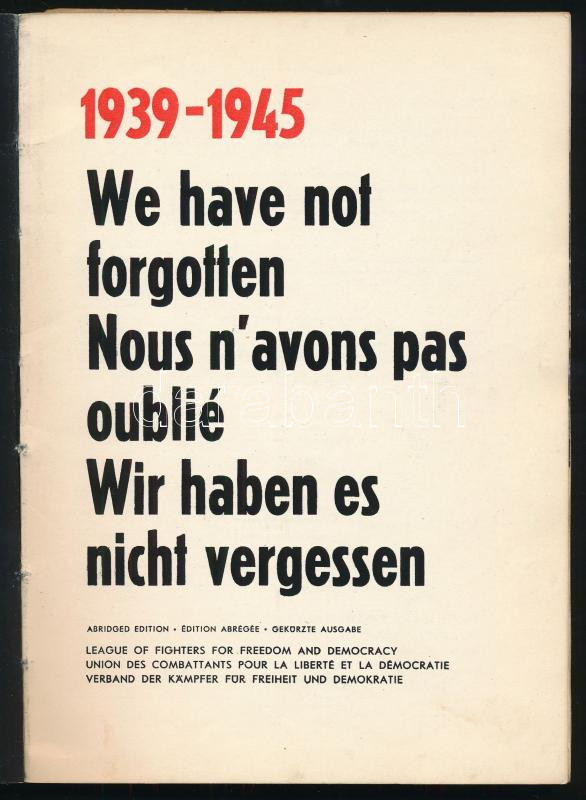 1939-1945
We have not
forgotten
Nous n'avons pas
oublié
Wir haben es
nicht vergessen
ABRIDGED EDITION • ÉDITION ABRÉGÉE • GEKÜRZTE AUSGABE
LEAGUE OF FIGHTERS FOR FREEDOM AND DEMOCRACY
UNION DES COMBATTANTS POUR LA LIBERTÉ ET LA DÉMOCRATIE
VERBAND DER KÄMPFER FÜR FREIHEIT UND DEMOKRATIE
darabanth